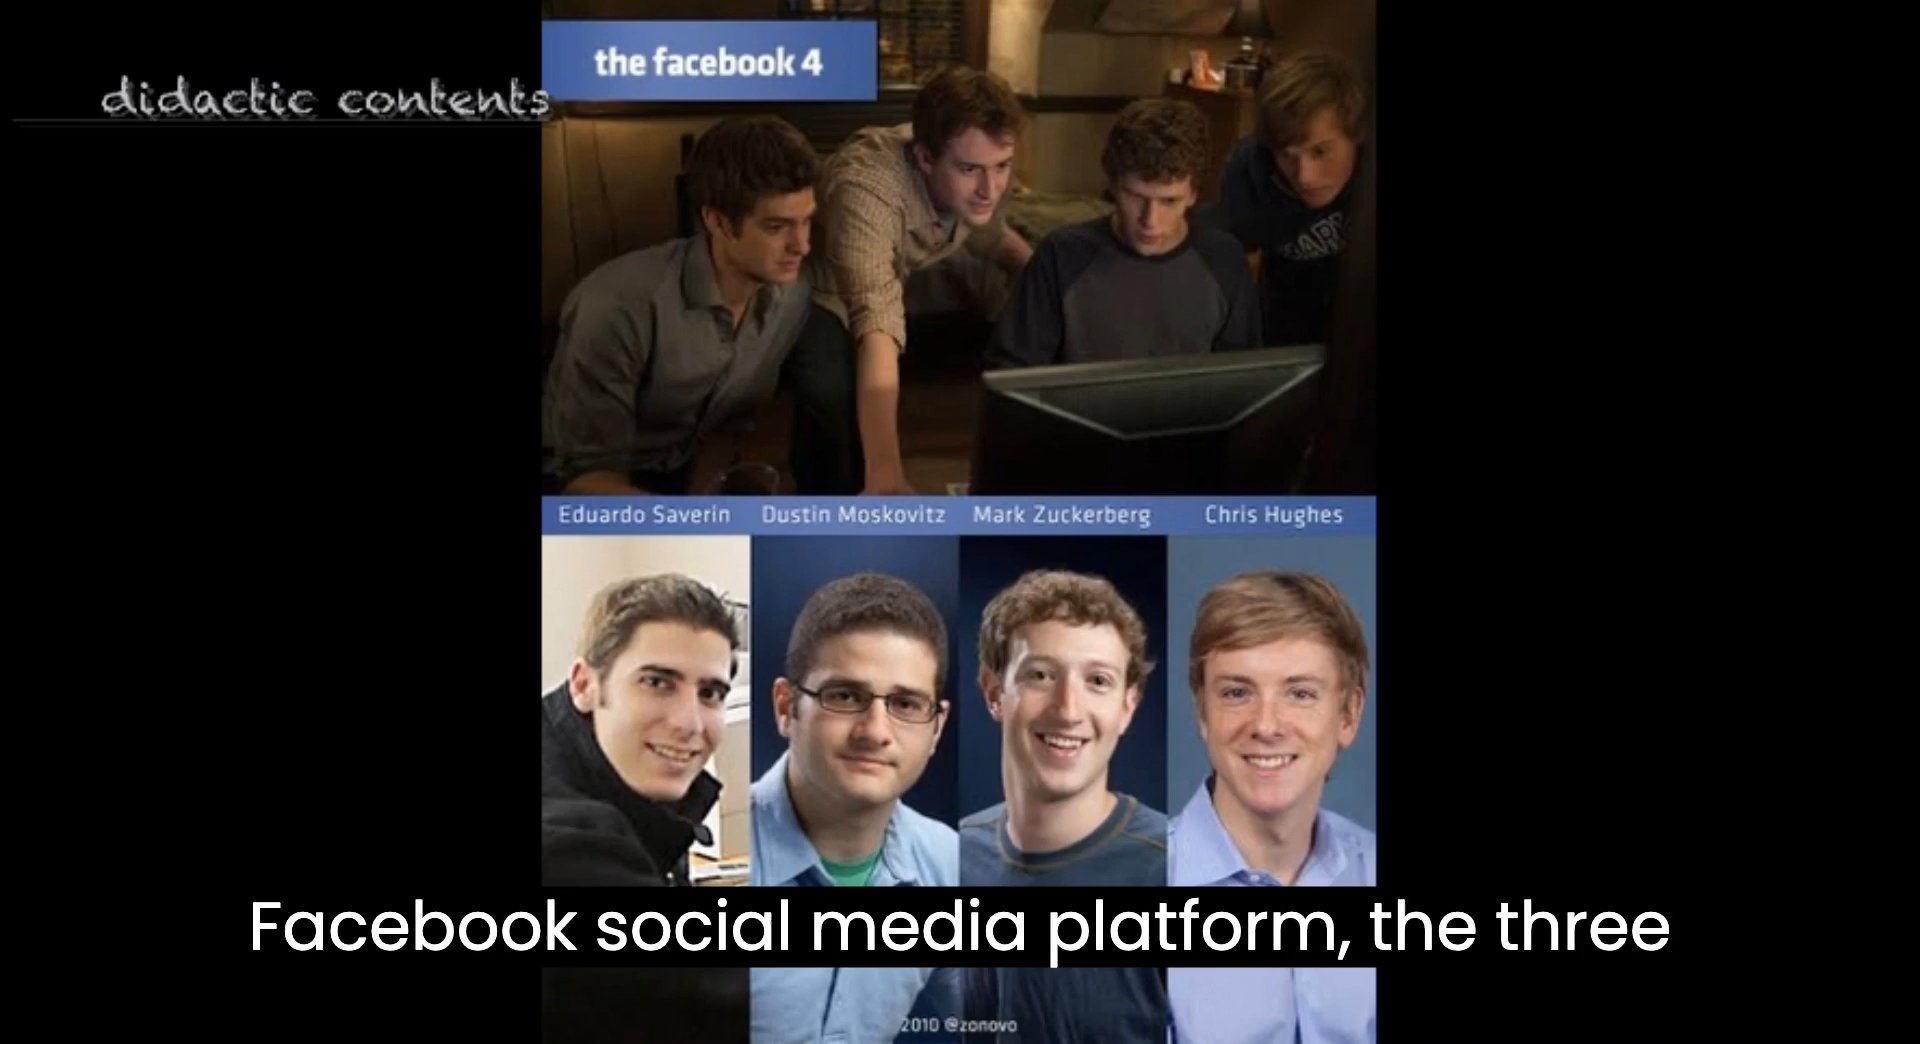 the facebook 4
didactic contents
Eduardo Saverin Dustin Moskovitz Mark Zuckerberg Chris Hughes
Facebook social media platform, the three
2010 @zonovo